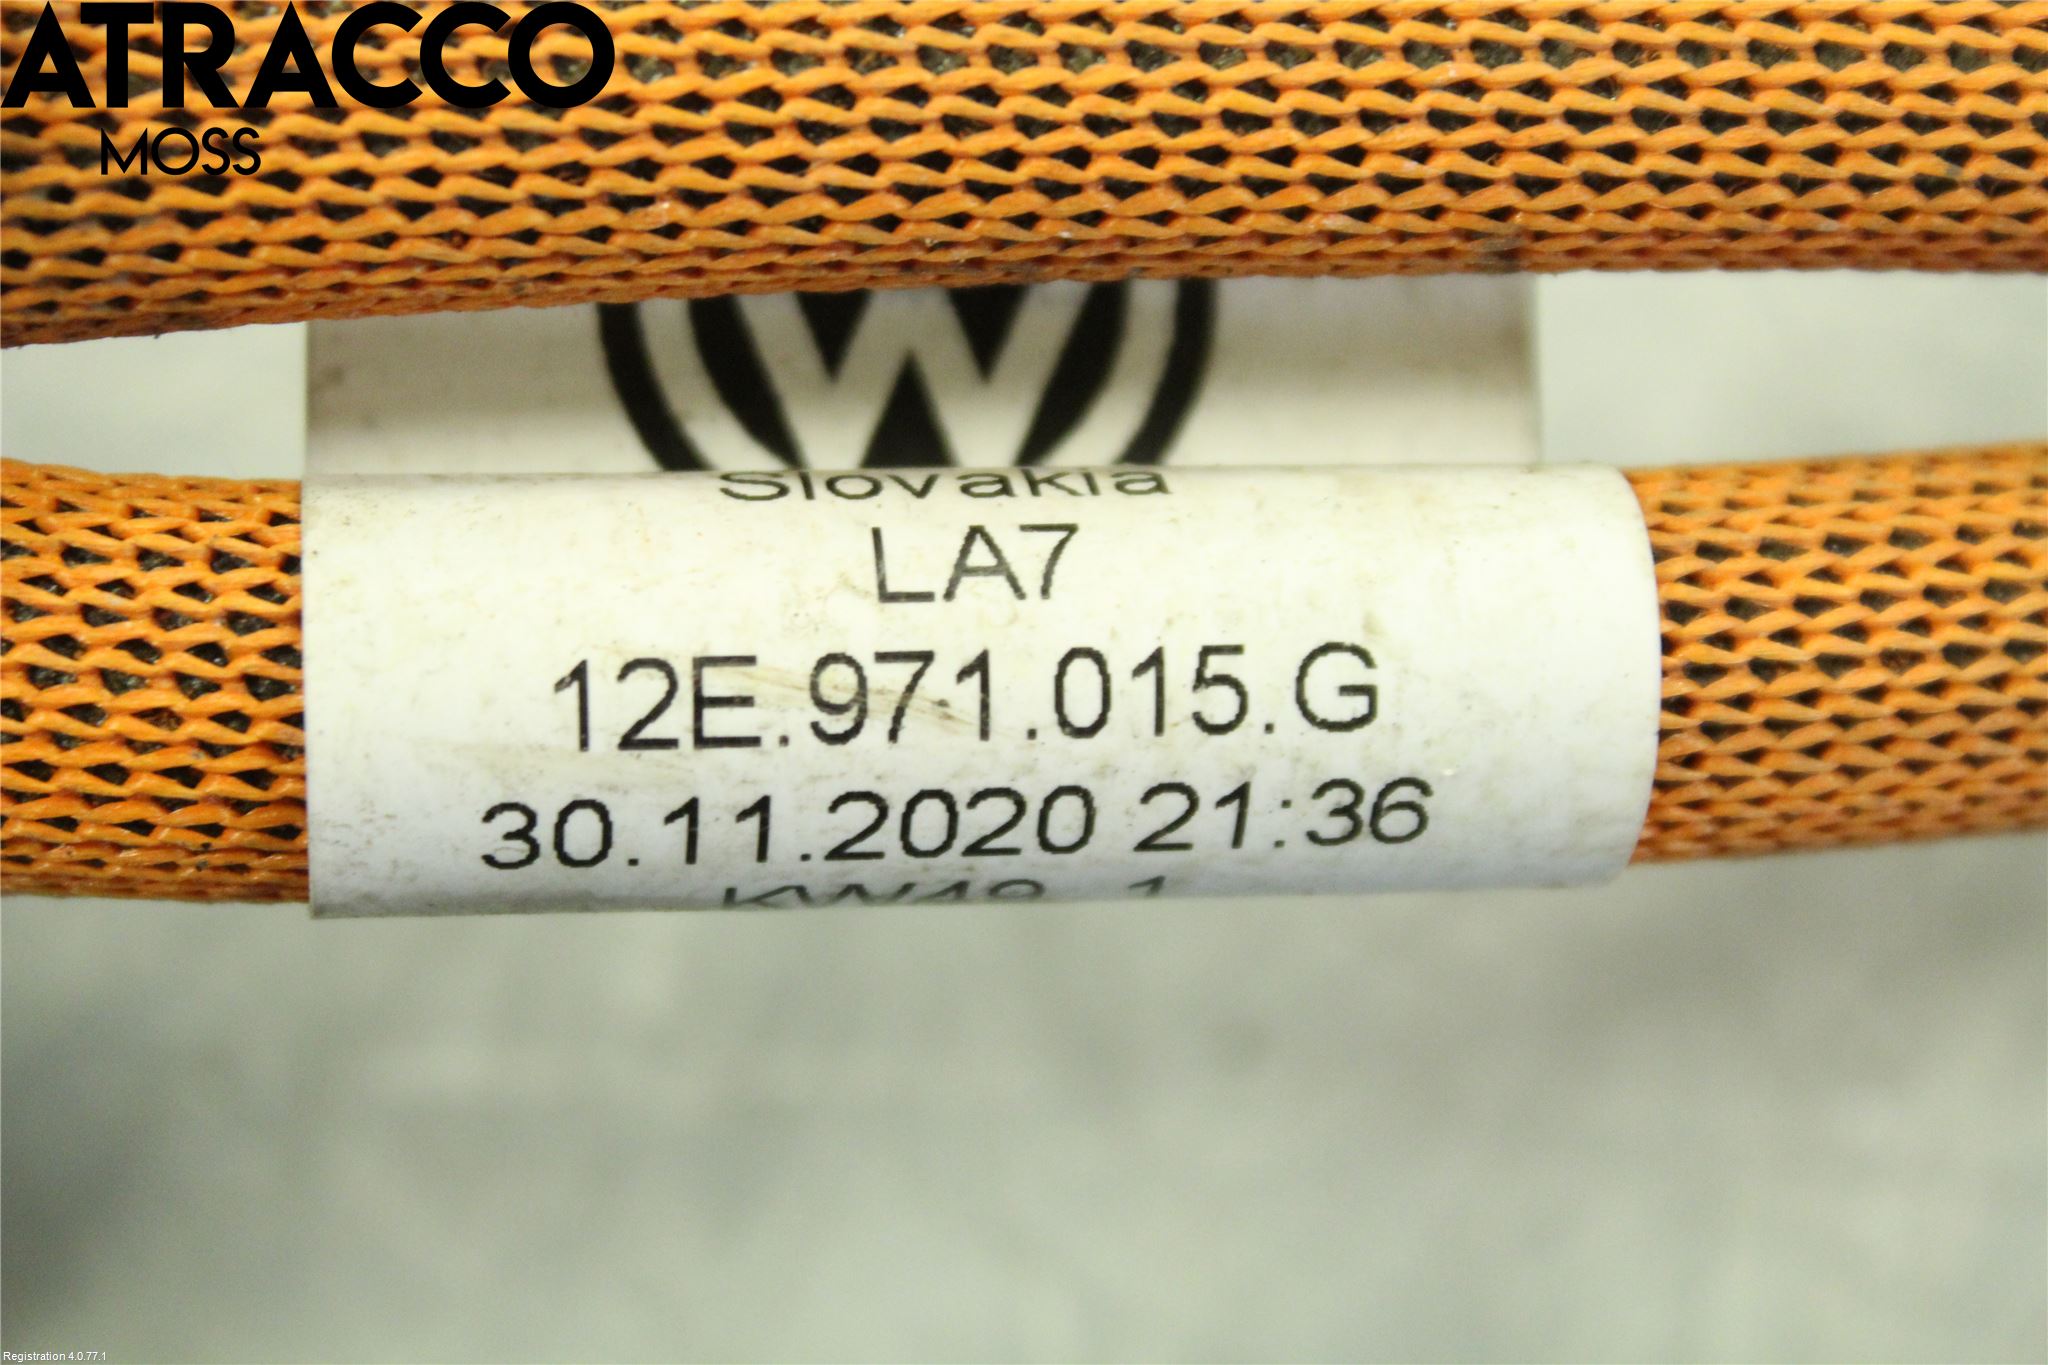 ATRACCO
MOSS
Slovakia
LA7
12E.971.015.G
30.11.2020 21:36
Registration 4.0.77.1